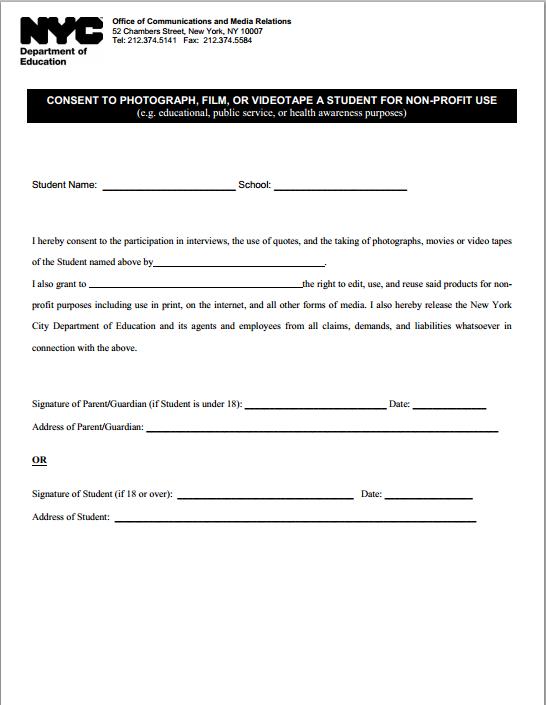 NYC
Department of
Education
Office of Communications and Media Relations
52 Chambers Street, New York, NY 10007
Tel: 212.374.5141 Fax: 212.374.5584
CONSENT TO PHOTOGRAPH, FILM, OR VIDEOTAPE A STUDENT FOR NON-PROFIT USE
(e.g. educational, public service, or health awareness purposes)
Student Name: ______________________ School: ______________________
I hereby consent to the participation in interviews, the use of quotes, and the taking of photographs, movies or video tapes
of the Student named above by______________________________.
I also grant to ______________________________the right to edit, use, and reuse said products for non-
profit purposes including use in print, on the internet, and all other forms of media. I also hereby release the New York
City Department of Education and its agents and employees from all claims, demands, and liabilities whatsoever in
connection with the above.
Signature of Parent/Guardian (if Student is under 18): ______________________ Date: ____________
Address of Parent/Guardian: ______________________________________________
OR
Signature of Student (if 18 or over): ______________________ Date: ____________
Address of Student: ______________________________________________